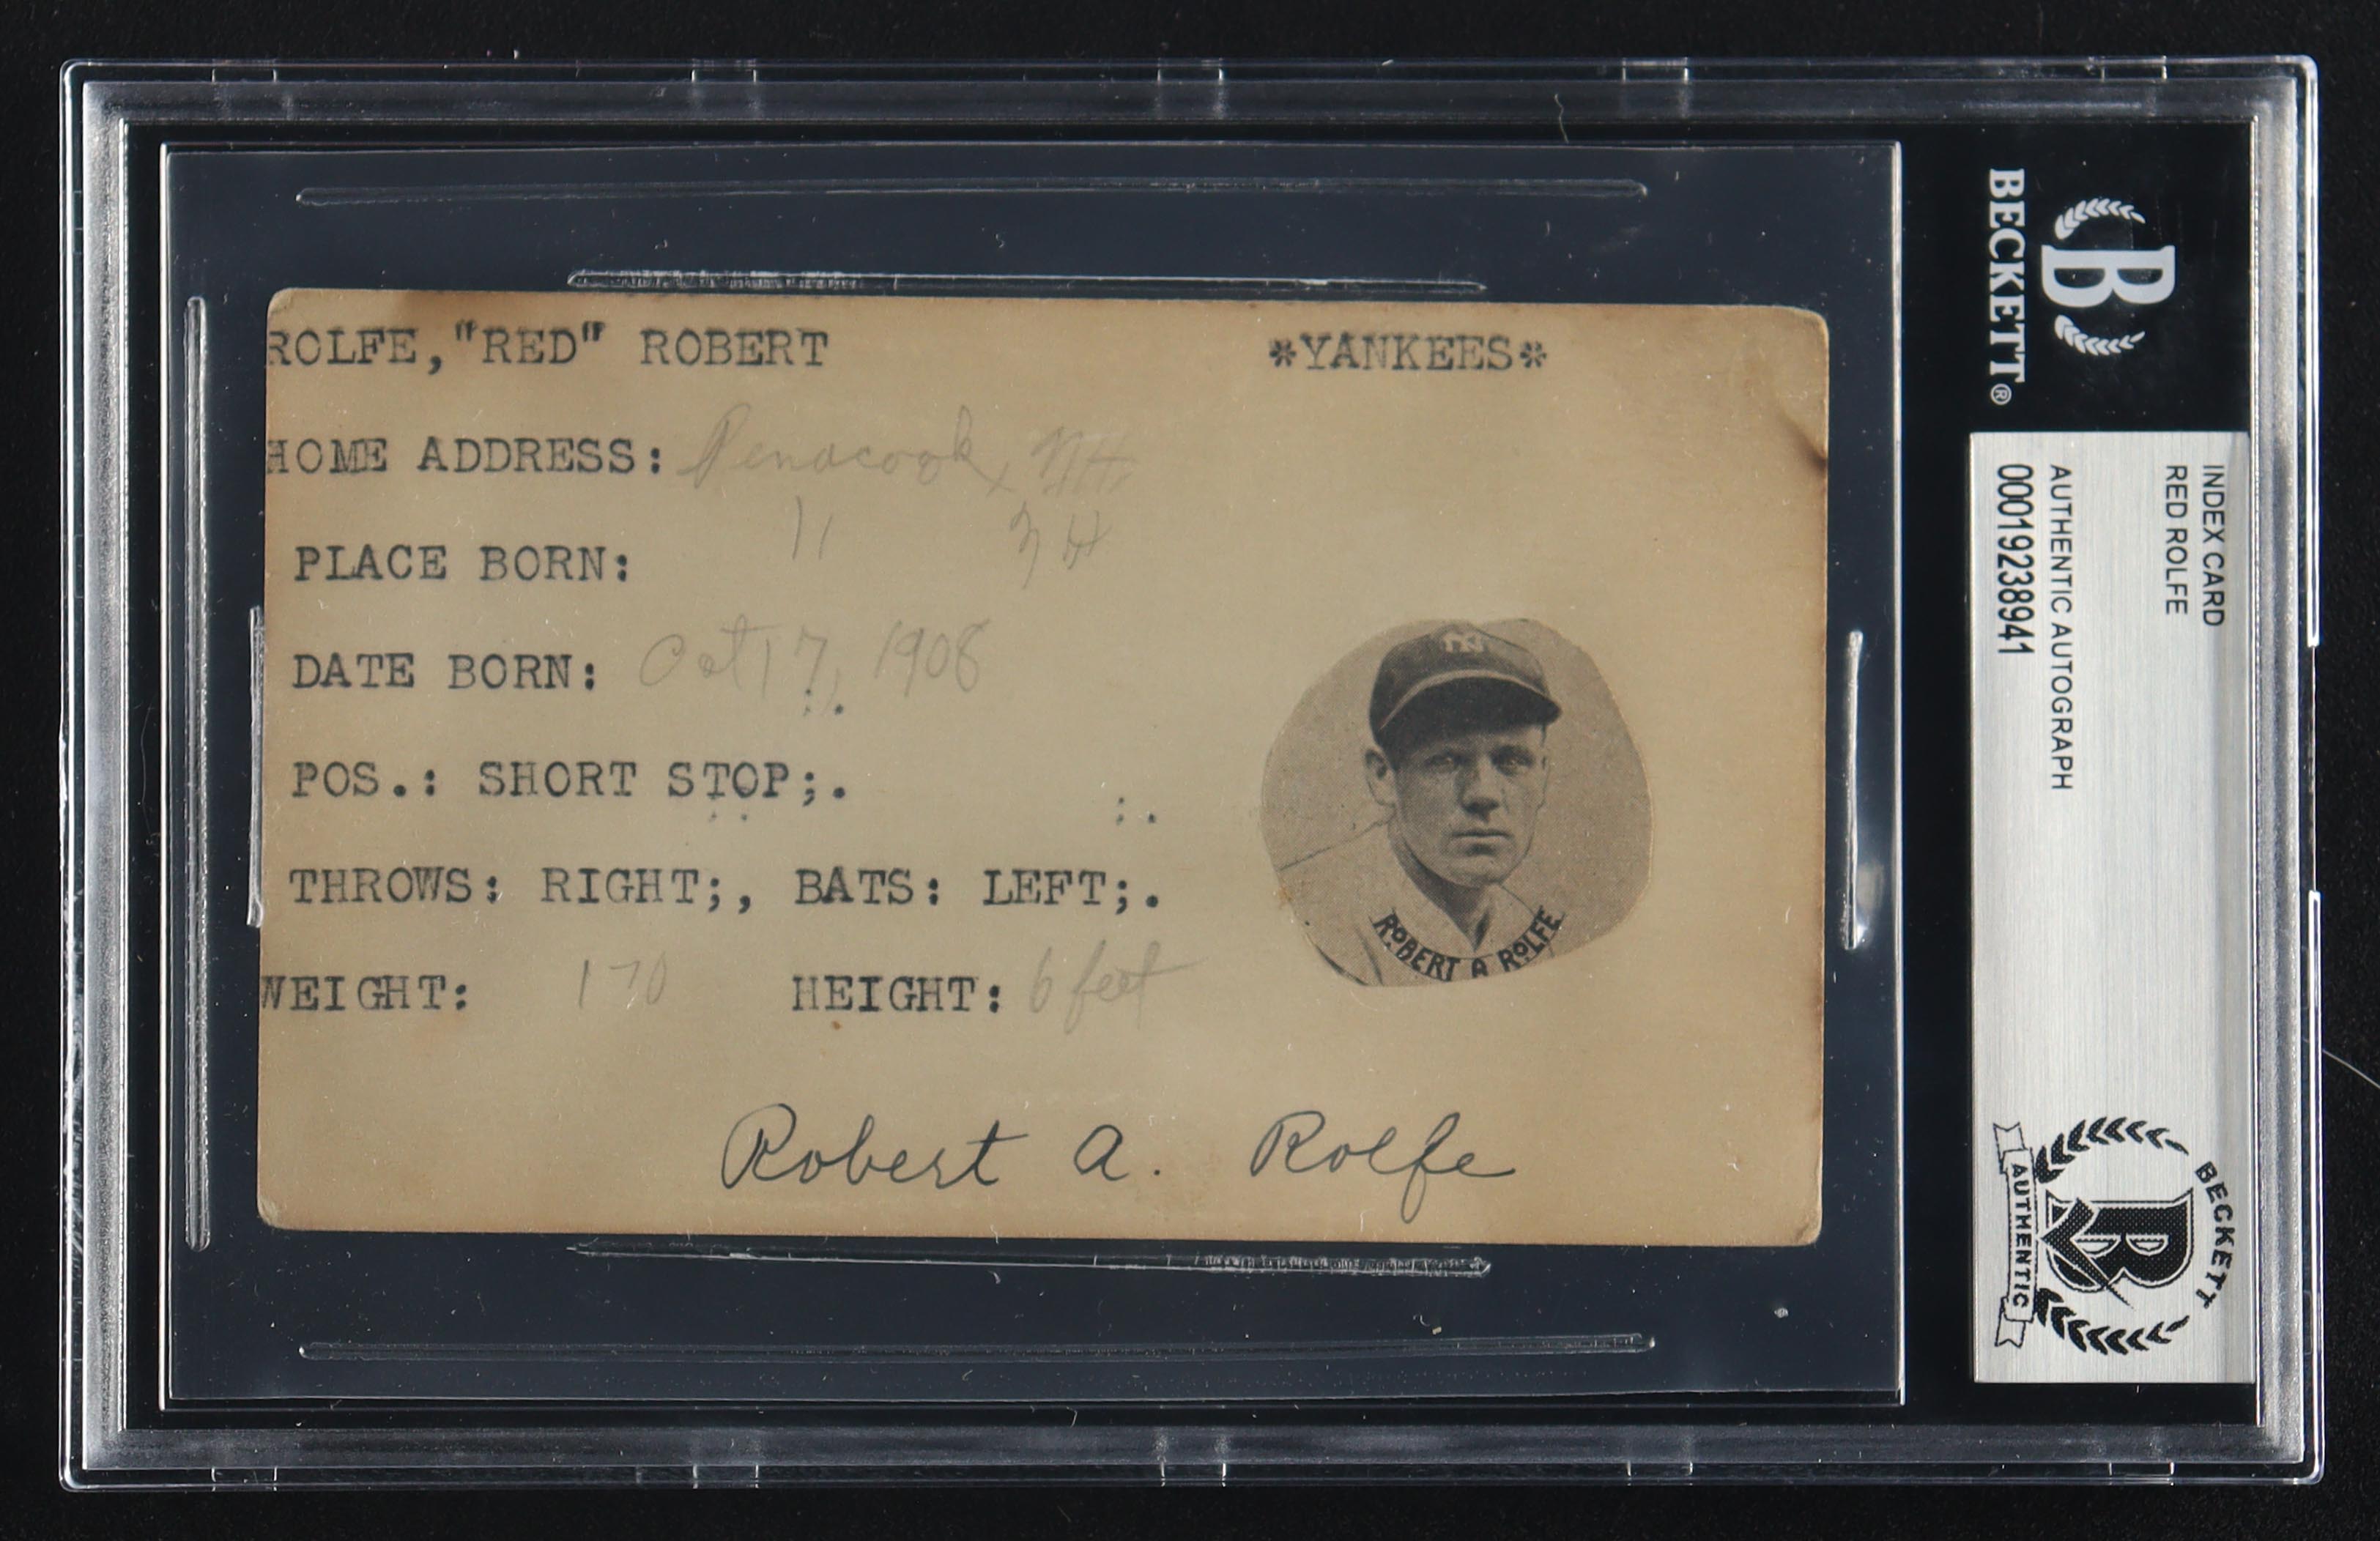 ROLFE, "RED" ROBERT *YANKEES*
HOME ADDRESS: Penacook, N.H.
PLACE BORN: " N H
DATE BORN: Oct 17, 1908
POS.: SHORT STOP;.
THROWS: RIGHT;, BATS: LEFT;.
WEIGHT: 170 HEIGHT: 6 feet
ROBERT A ROLFE
Robert A. Rolfe
B
BECKETT®
INDEX CARD
RED ROLFE
AUTHENTIC AUTOGRAPH
00019238941
BECKETT
B
AUTHENTIC